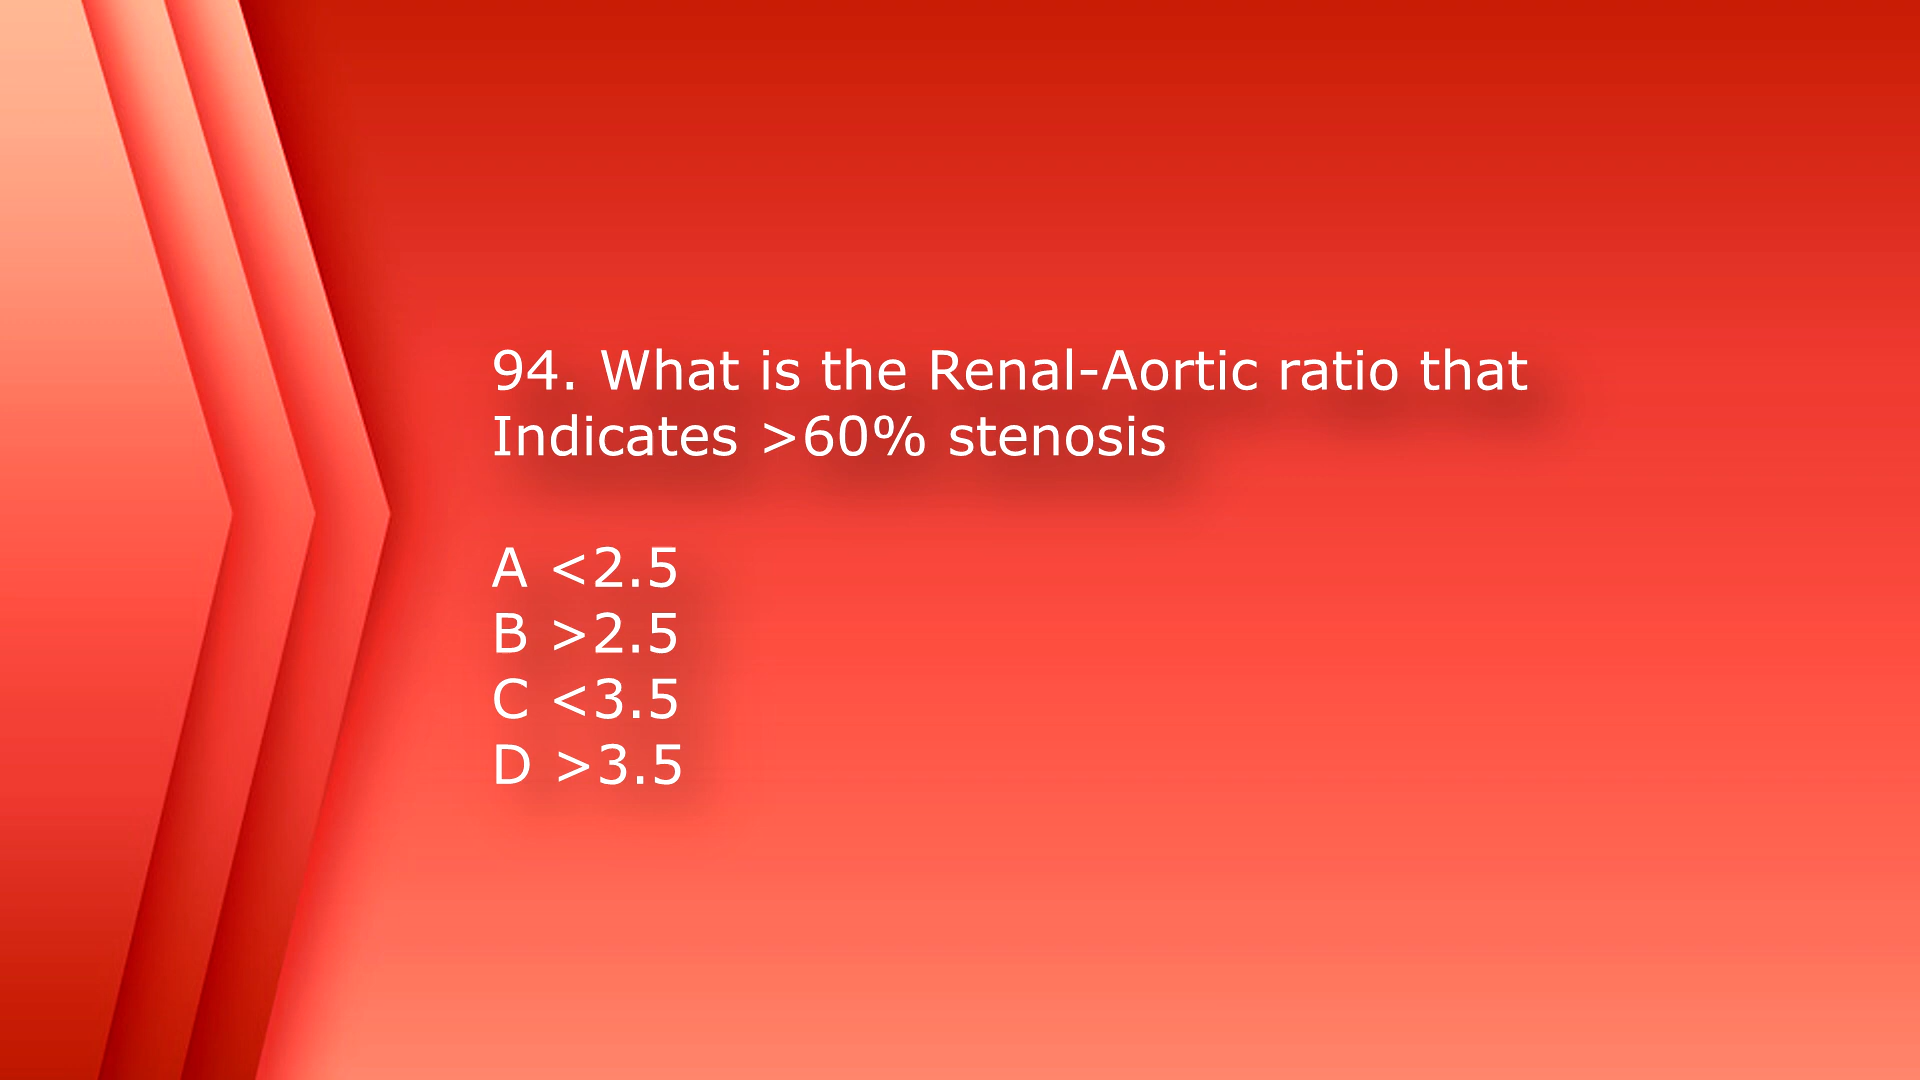 94. What is the Renal-Aortic ratio that
Indicates >60% stenosis
A <2.5
B >2.5
C <3.5
D >3.5